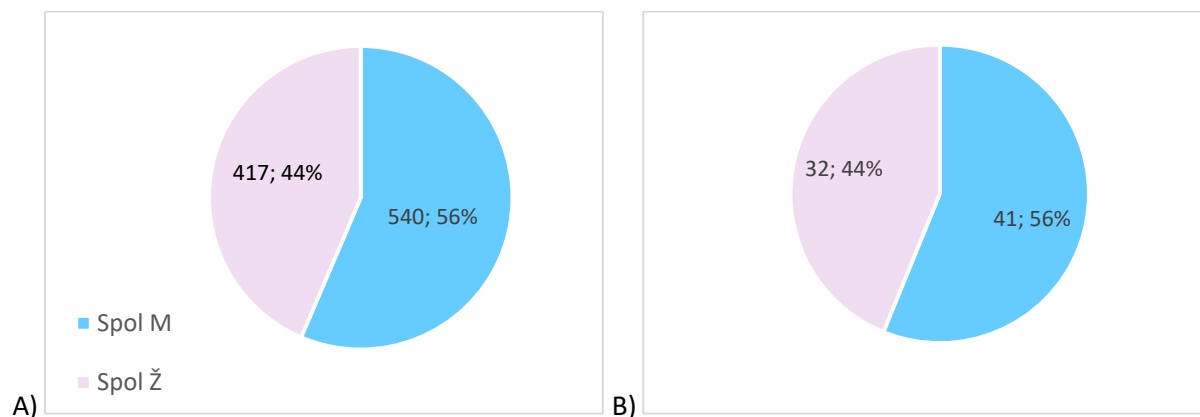 417; 44%
540; 56%
Spol M
Spol Ž
A)
32; 44%
41; 56%
B)